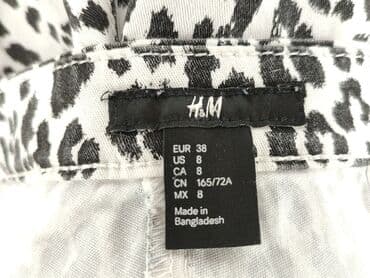 H&M
EUR 38
US 8
CA 8
CN 165/72A
MX 8
Made in
Bangladesh